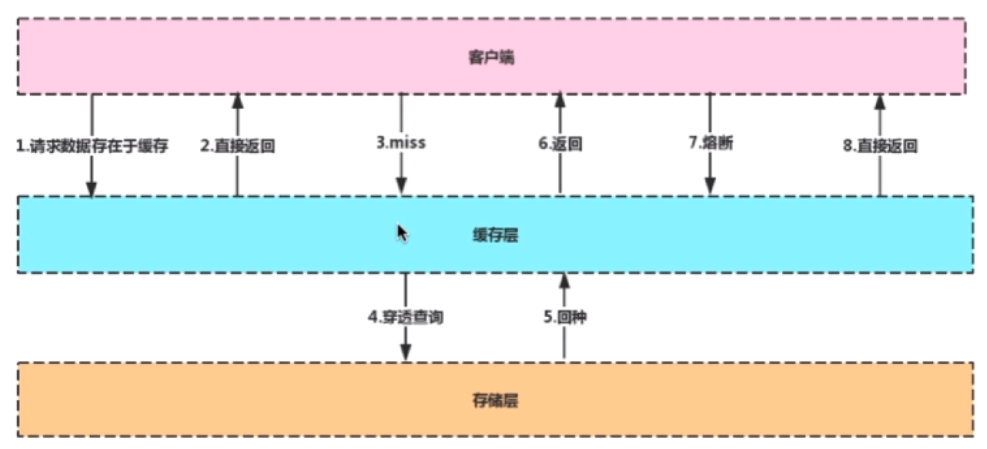 客户端
1.请求数据存在于缓存
2.直接返回
3.miss
6.返回
7.熔断
8.直接返回
缓存层
4.穿透查询
5.回种
存储层